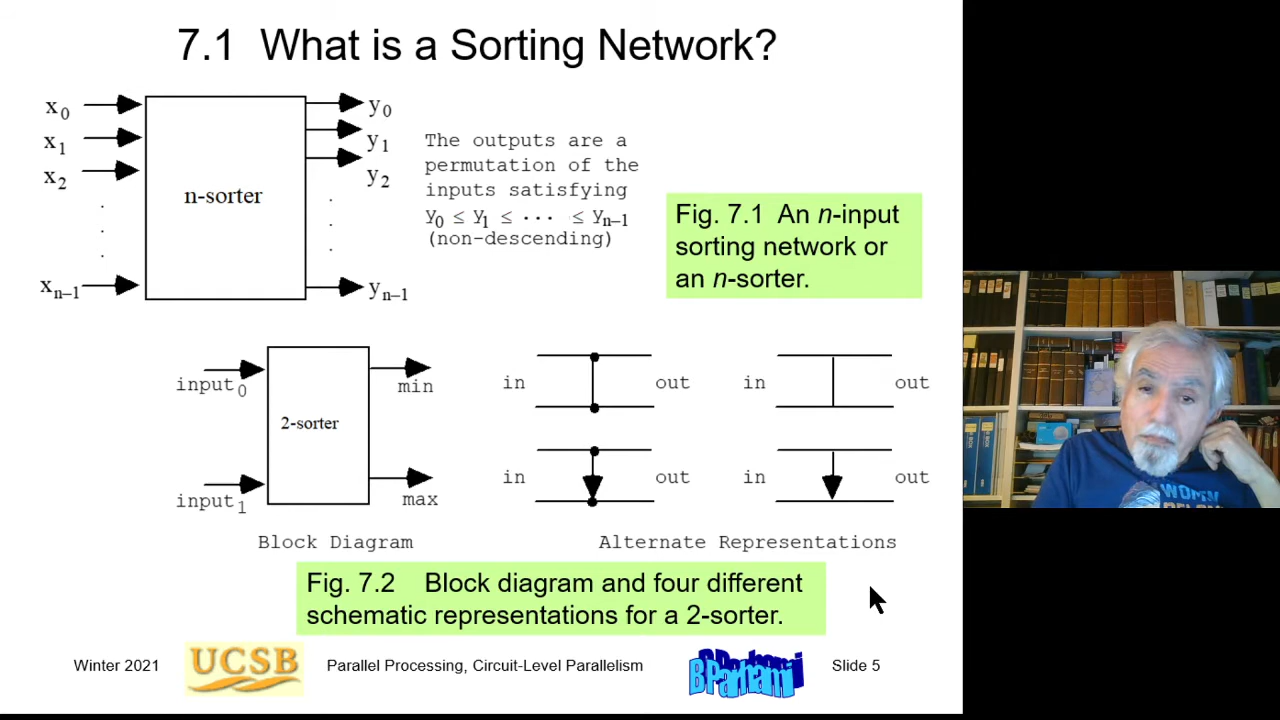 7.1 What is a Sorting Network?
x0
x1
x2
.
.
.
xn–1
n-sorter
y0
y1
y2
.
.
.
yn–1
The outputs are a
permutation of the
inputs satisfying
y0 ≤ y1 ≤ ... ≤ yn–1
(non-descending)
Fig. 7.1 An n-input
sorting network or
an n-sorter.
input0
input1
2-sorter
min
max
in
out
in
out
in
out
in
out
Block Diagram
Alternate Representations
Fig. 7.2 Block diagram and four different
schematic representations for a 2-sorter.
Winter 2021
UCSB
Parallel Processing, Circuit-Level Parallelism
B Parhami
Slide 5
WOMN